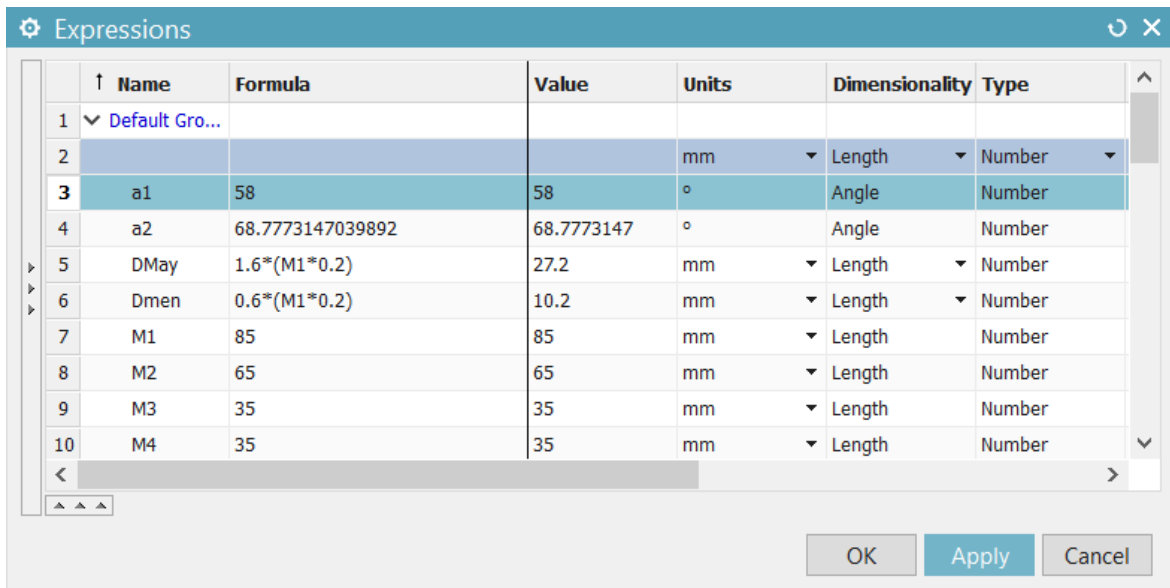 Expressions
↑ Name Formula Value Units Dimensionality Type
1 Default Gro...
2 mm Length Number
3 a1 58 58 ° Angle Number
4 a2 68.7773147039892 68.7773147 ° Angle Number
5 DMay 1.6*(M1*0.2) 27.2 mm Length Number
6 Dmen 0.6*(M1*0.2) 10.2 mm Length Number
7 M1 85 85 mm Length Number
8 M2 65 65 mm Length Number
9 M3 35 35 mm Length Number
10 M4 35 35 mm Length Number
OK Apply Cancel